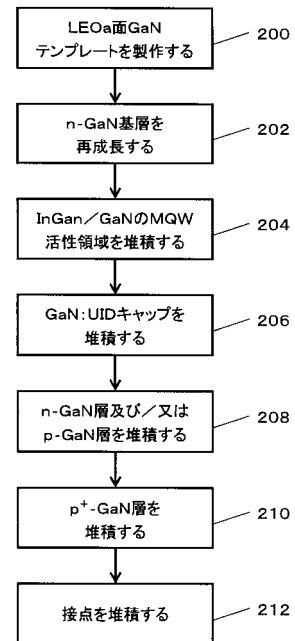 LEOa面GaN
テンプレートを製作する
200
n-GaN基層を
再成長する
202
InGan／GaNのMQW
活性領域を堆積する
204
GaN:UIDキャップを
堆積する
206
n-GaN層及び／又は
p-GaN層を堆積する
208
p⁺-GaN層を
堆積する
210
接点を堆積する
212